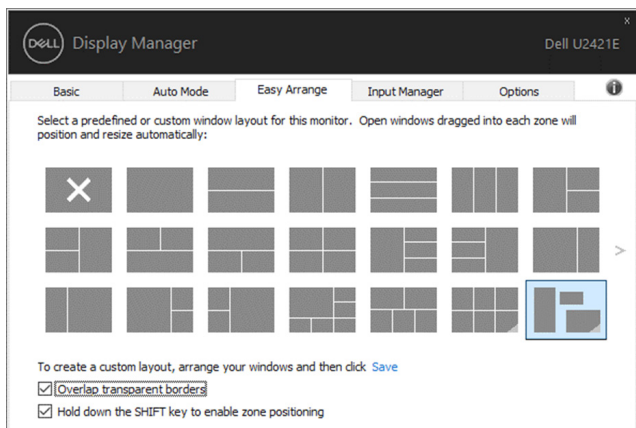 x
DELL Display Manager
Dell U2421E
Basic Auto Mode Easy Arrange Input Manager Options
Select a predefined or custom window layout for this monitor. Open windows dragged into each zone will
position and resize automatically:
To create a custom layout, arrange your windows and then click Save
Overlap transparent borders
Hold down the SHIFT key to enable zone positioning